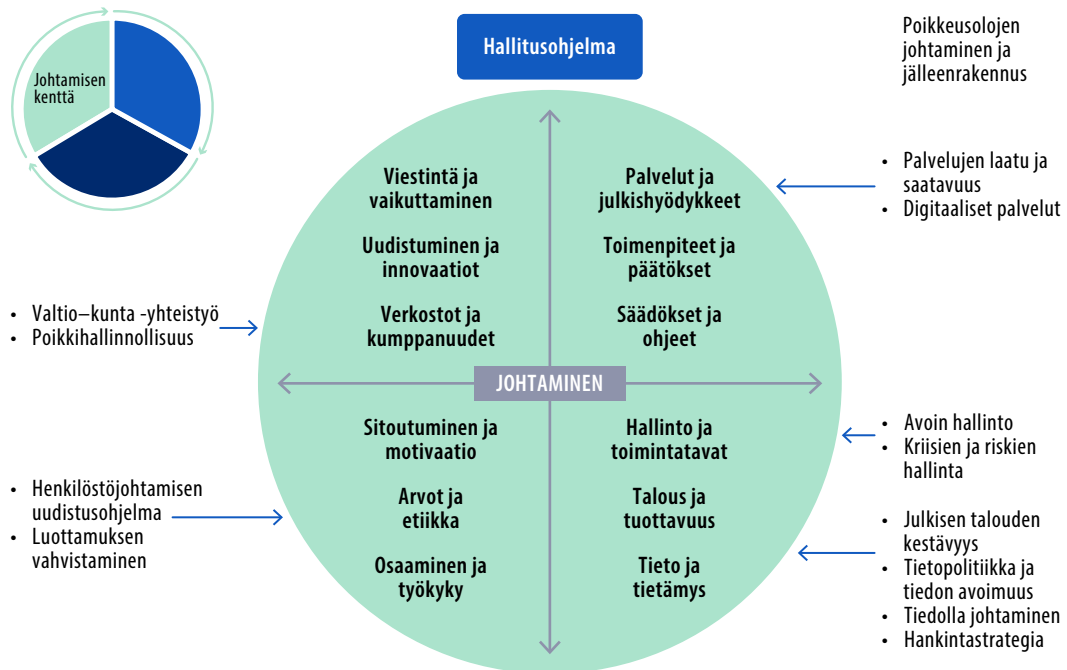 Johtamisen
kenttä
Hallitusohjelma
Poikkeusolojen
johtaminen ja
jälleenrakennus
Viestintä ja
vaikuttaminen
Uudistuminen ja
innovaatiot
Verkostot ja
kumppanuudet
Palvelut ja
julkishyödykkeet
Toimenpiteet ja
päätökset
Säädökset ja
ohjeet
• Palvelujen laatu ja
saatavuus
• Digitaaliset palvelut
• Valtio–kunta -yhteistyö
• Poikkihallinnollisuus
JOHTAMINEN
Sitoutuminen ja
motivaatio
Arvot ja
etiikka
Osaaminen ja
työkyky
Hallinto ja
toimintatavat
Talous ja
tuottavuus
Tieto ja
tietämys
• Avoin hallinto
• Kriisien ja riskien
hallinta
• Henkilöstöjohtamisen
uudistusohjelma
• Luottamuksen
vahvistaminen
• Julkisen talouden
kestävyys
• Tietopolitiikka ja
tiedon avoimuus
• Tiedolla johtaminen
• Hankintastrategia